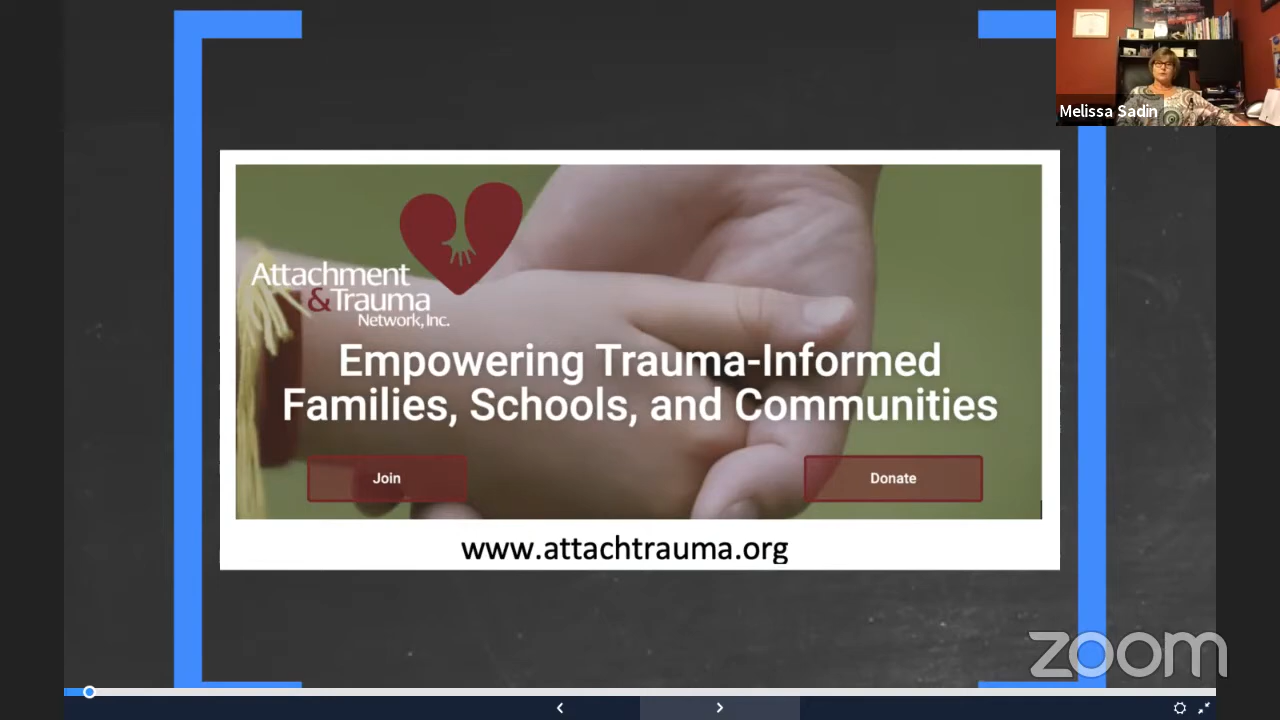 Melissa Sadin
Attachment
&Trauma
Network, Inc.
Empowering Trauma-Informed
Families, Schools, and Communities
Join
Donate
www.attachtrauma.org
zoom